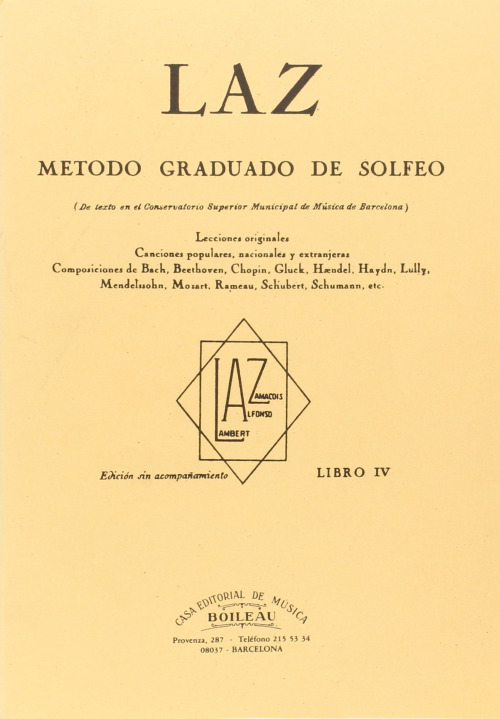 LAZ
METODO GRADUADO DE SOLFEO
(De texto en el Conservatorio Superior Municipal de Música de Barcelona)
Lecciones originales
Canciones populares, nacionales y extranjeras
Composiciones de Bach, Beethoven, Chopin, Gluck, Hændel, Haydn, Lully,
Mendelssohn, Mozart, Rameau, Schubert, Schumann, etc.
LAZ
ZAMACOIS
ALFONSO
LAMBERT
Edición sin acompañamiento
LIBRO IV
CASA EDITORIAL DE MÚSICA
BOILEAU
Provenza, 287 - Teléfono 215 53 34
08037 - BARCELONA